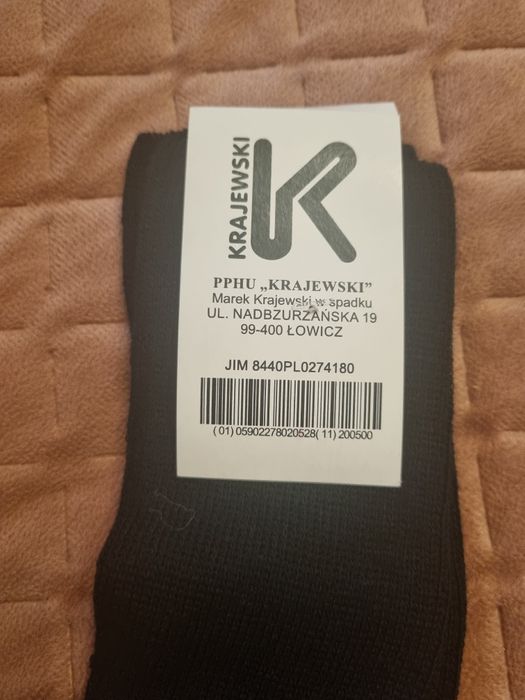 KRAJEWSKI
PPHU „KRAJEWSKI”
Marek Krajewski w spadku
UL. NADBZURZAŃSKA 19
99-400 ŁOWICZ
JIM 8440PL0274180
( 01) 05902278020528( 11) 200500